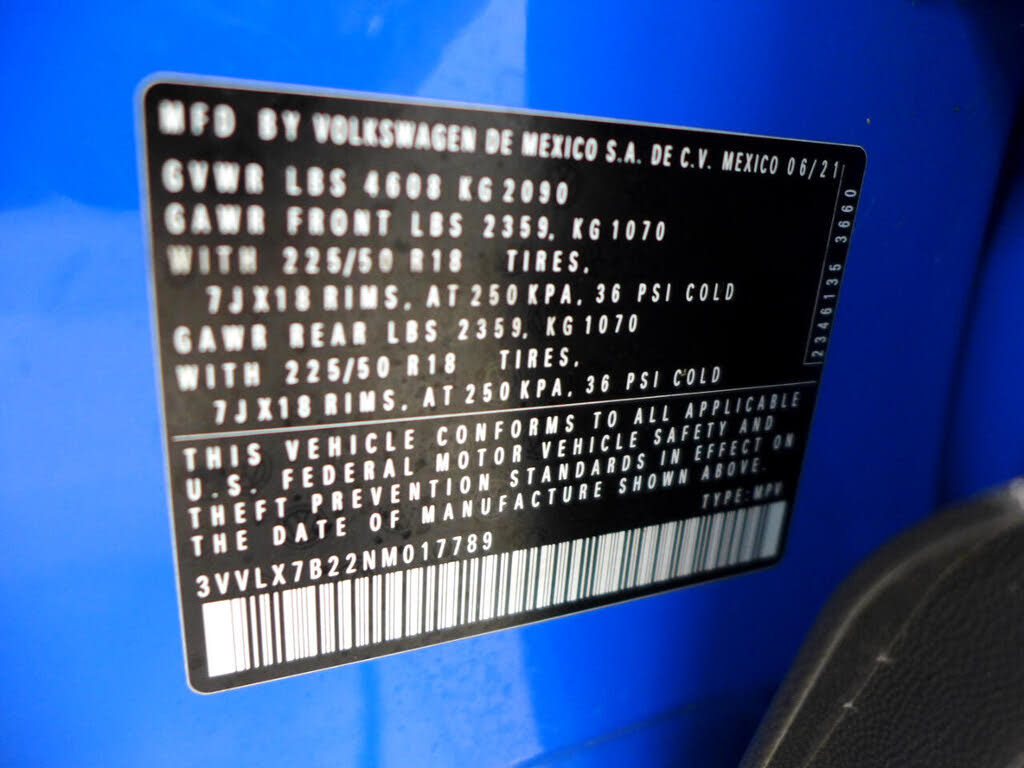 MFD BY VOLKSWAGEN DE MEXICO S.A. DE C.V. MEXICO 06/21
GVWR LBS 4608 KG 2090
GAWR FRONT LBS 2359, KG 1070
WITH 225/50 R18 TIRES,
7JX18 RIMS, AT 250 KPA, 36 PSI COLD
GAWR REAR LBS 2359, KG 1070
WITH 225/50 R18 TIRES,
7JX18 RIMS, AT 250 KPA, 36 PSI COLD
2346135 3660
THIS VEHICLE CONFORMS TO ALL APPLICABLE
U.S. FEDERAL MOTOR VEHICLE SAFETY AND
THEFT PREVENTION STANDARDS IN EFFECT ON
THE DATE OF MANUFACTURE SHOWN ABOVE.
TYPE: MPV
3VVLX7B22NM017789